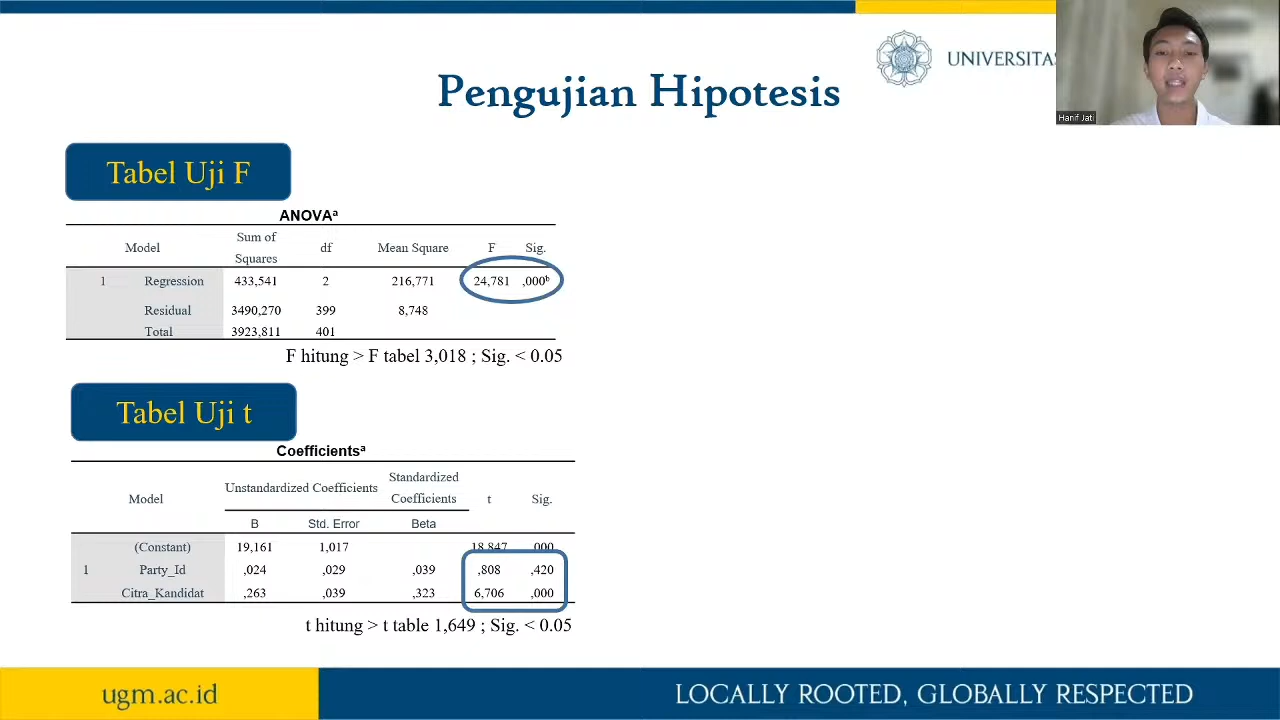 UNIVERSITAS
Hanif Jati
Pengujian Hipotesis
Tabel Uji F
ANOVAᵃ
Model Sum of Squares df Mean Square F Sig.
1 Regression 433,541 2 216,771 24,781 ,000ᵇ
Residual 3490,270 399 8,748
Total 3923,811 401
F hitung > F tabel 3,018 ; Sig. < 0.05
Tabel Uji t
Coefficientsᵃ
Model Unstandardized Coefficients Standardized Coefficients t Sig.
B Std. Error Beta
(Constant) 19,161 1,017 18,847 ,000
1 Party_Id ,024 ,029 ,039 ,808 ,420
Citra_Kandidat ,263 ,039 ,323 6,706 ,000
t hitung > t table 1,649 ; Sig. < 0.05
ugm.ac.id
LOCALLY ROOTED, GLOBALLY RESPECTED